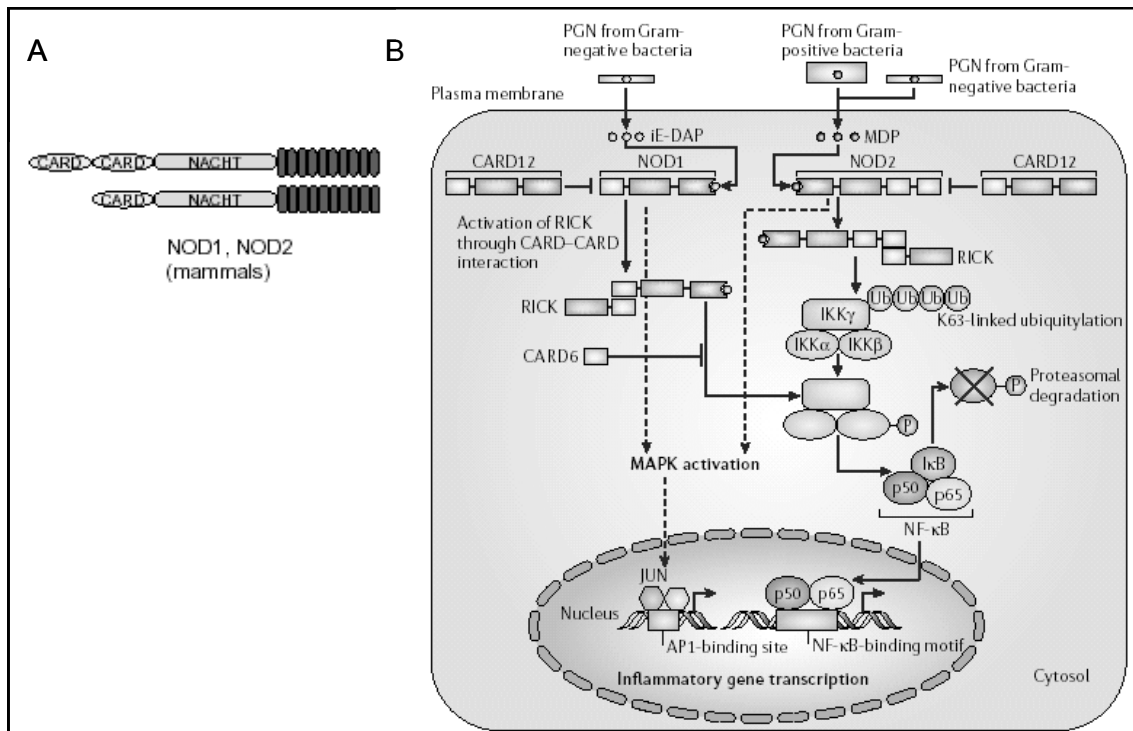 A
CARD CARD NACHT
CARD NACHT
NOD1, NOD2
(mammals)
B
PGN from Gram-
negative bacteria
PGN from Gram-
positive bacteria
PGN from Gram-
negative bacteria
Plasma membrane
iE-DAP
MDP
CARD12
NOD1
NOD2
CARD12
Activation of RICK
through CARD–CARD
interaction
RICK
RICK
Ub Ub Ub Ub
K63-linked ubiquitylation
IKKγ
IKKα IKKβ
CARD6
P
Proteasomal
degradation
P
MAPK activation
IκB
p50 p65
NF-κB
JUN
p50 p65
Nucleus
AP1-binding site
NF-κB-binding motif
Inflammatory gene transcription
Cytosol